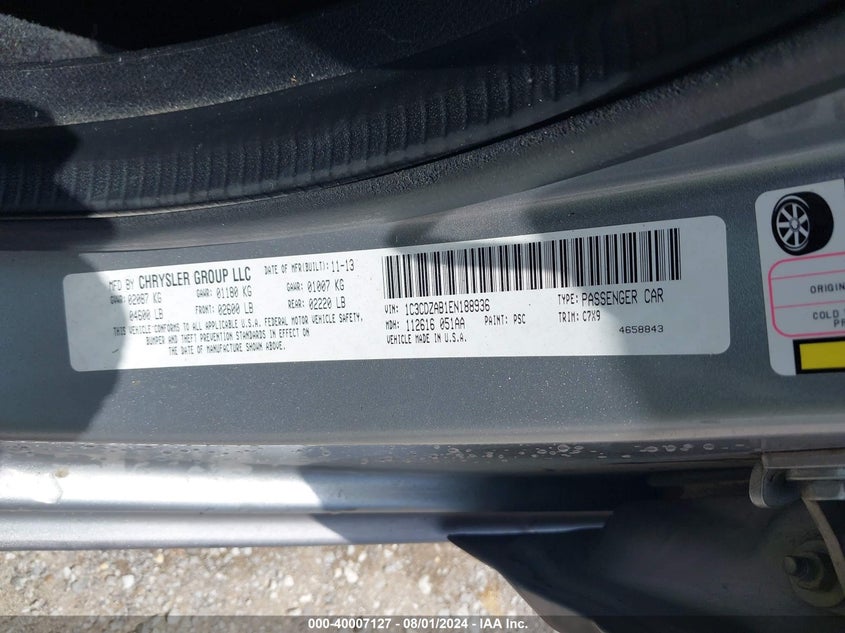 MFD BY CHRYSLER GROUP LLC DATE OF MFR(BUILT): 11-13
GVWR: 02087 KG GAWR: 01180 KG GAWR: 01007 KG
04600 LB FRONT: 02600 LB REAR: 02220 LB
THIS VEHICLE CONFORMS TO ALL APPLICABLE U.S.A. FEDERAL MOTOR VEHICLE SAFETY,
BUMPER AND THEFT PREVENTION STANDARDS IN EFFECT ON
THE DATE OF MANUFACTURE SHOWN ABOVE.
VIN: 1C3CDZAB1EN188936 TYPE: PASSENGER CAR
MDH: 112616 051AA PAINT: PSC TRIM: C7X9
VEHICLE MADE IN U.S.A. 4658843
ORIGIN
COLD
000-40007127 - 08/01/2024 - IAA Inc.